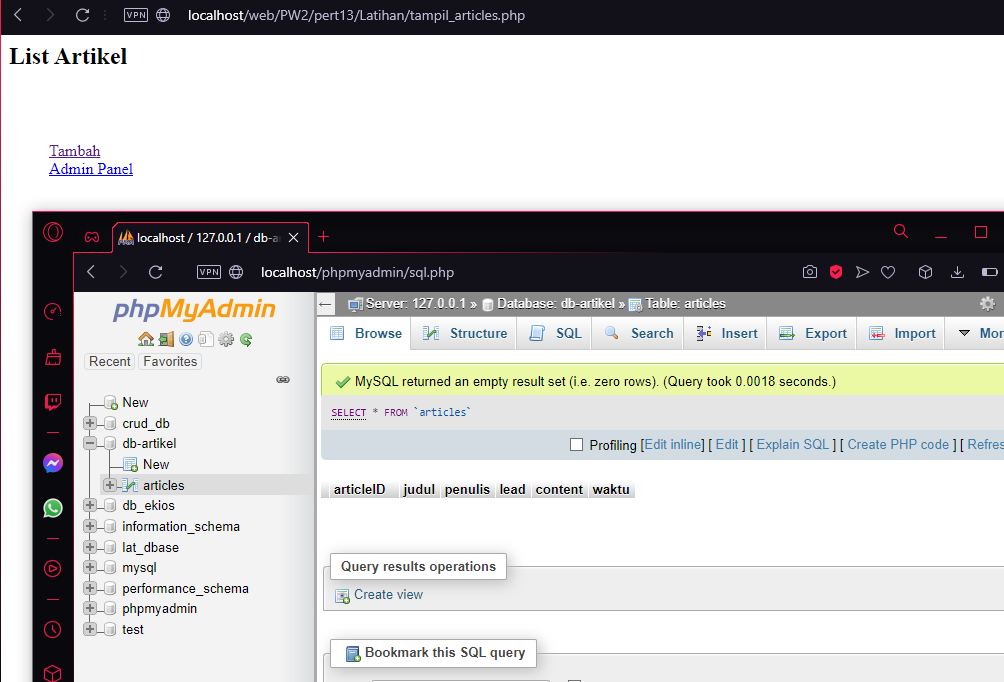 VPN localhost/web/PW2/pert13/Latihan/tampil_articles.php
List Artikel
Tambah
Admin Panel
localhost / 127.0.0.1 / db-a
VPN localhost/phpmyadmin/sql.php
phpMyAdmin
Recent Favorites
New
crud_db
db-artikel
New
articles
db_ekios
information_schema
lat_dbase
mysql
performance_schema
phpmyadmin
test
Server: 127.0.0.1 » Database: db-artikel » Table: articles
Browse Structure SQL Search Insert Export Import Mor
MySQL returned an empty result set (i.e. zero rows). (Query took 0.0018 seconds.)
SELECT * FROM `articles`
Profiling [Edit inline] [ Edit ] [ Explain SQL ] [ Create PHP code ] [ Refres
articleID judul penulis lead content waktu
Query results operations
Create view
Bookmark this SQL query